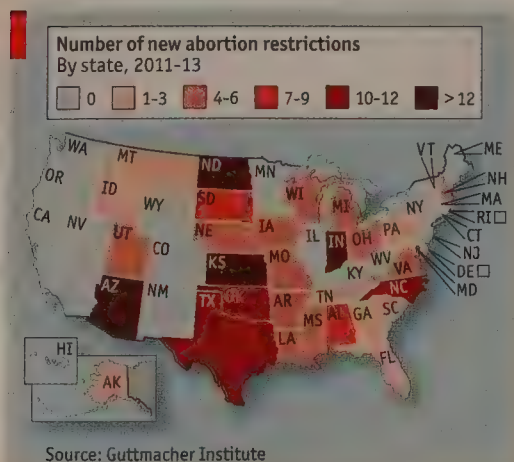 Number of new abortion restrictions
By state, 2011-13
0 1-3 4-6 7-9 10-12 >12
WA MT ND MN VT ME
OR ID SD WI MI NH
WY NY MA
CA NV UT NE IA PA RI
CO IL IN OH CT
KS MO WV NJ
AZ NM KY VA DE
TX OK AR TN NC MD
MS AL GA SC
LA
HI FL
AK
Source: Guttmacher Institute